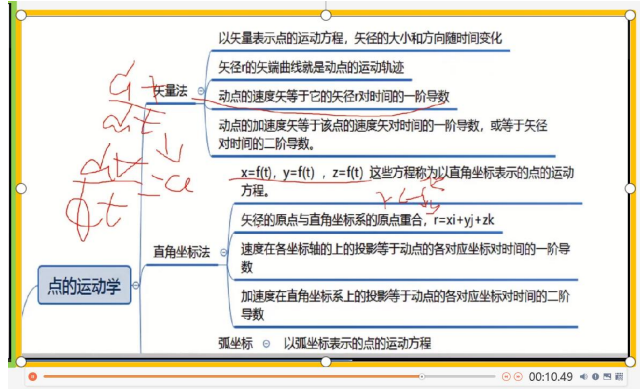 以矢量表示点的运动方程，矢径的大小和方向随时间变化
矢径r的矢端曲线就是动点的运动轨迹
矢量法
动点的速度矢等于它的矢径r对时间的一阶导数
动点的加速度矢等于该点的速度矢对时间的一阶导数，或等于矢径
对时间的二阶导数。
x=f(t)，y=f(t) ，z=f(t) 这些方程称为以直角坐标表示的点的运动
方程。
矢径的原点与直角坐标系的原点重合，r=xi+yj+zk
直角坐标法
速度在各坐标轴的上的投影等于动点的各对应坐标对时间的一阶导
数
点的运动学
加速度在直角坐标系上的投影等于动点的各对应坐标对时间的二阶
导数
弧坐标
以弧坐标表示的点的运动方程
00:10.49